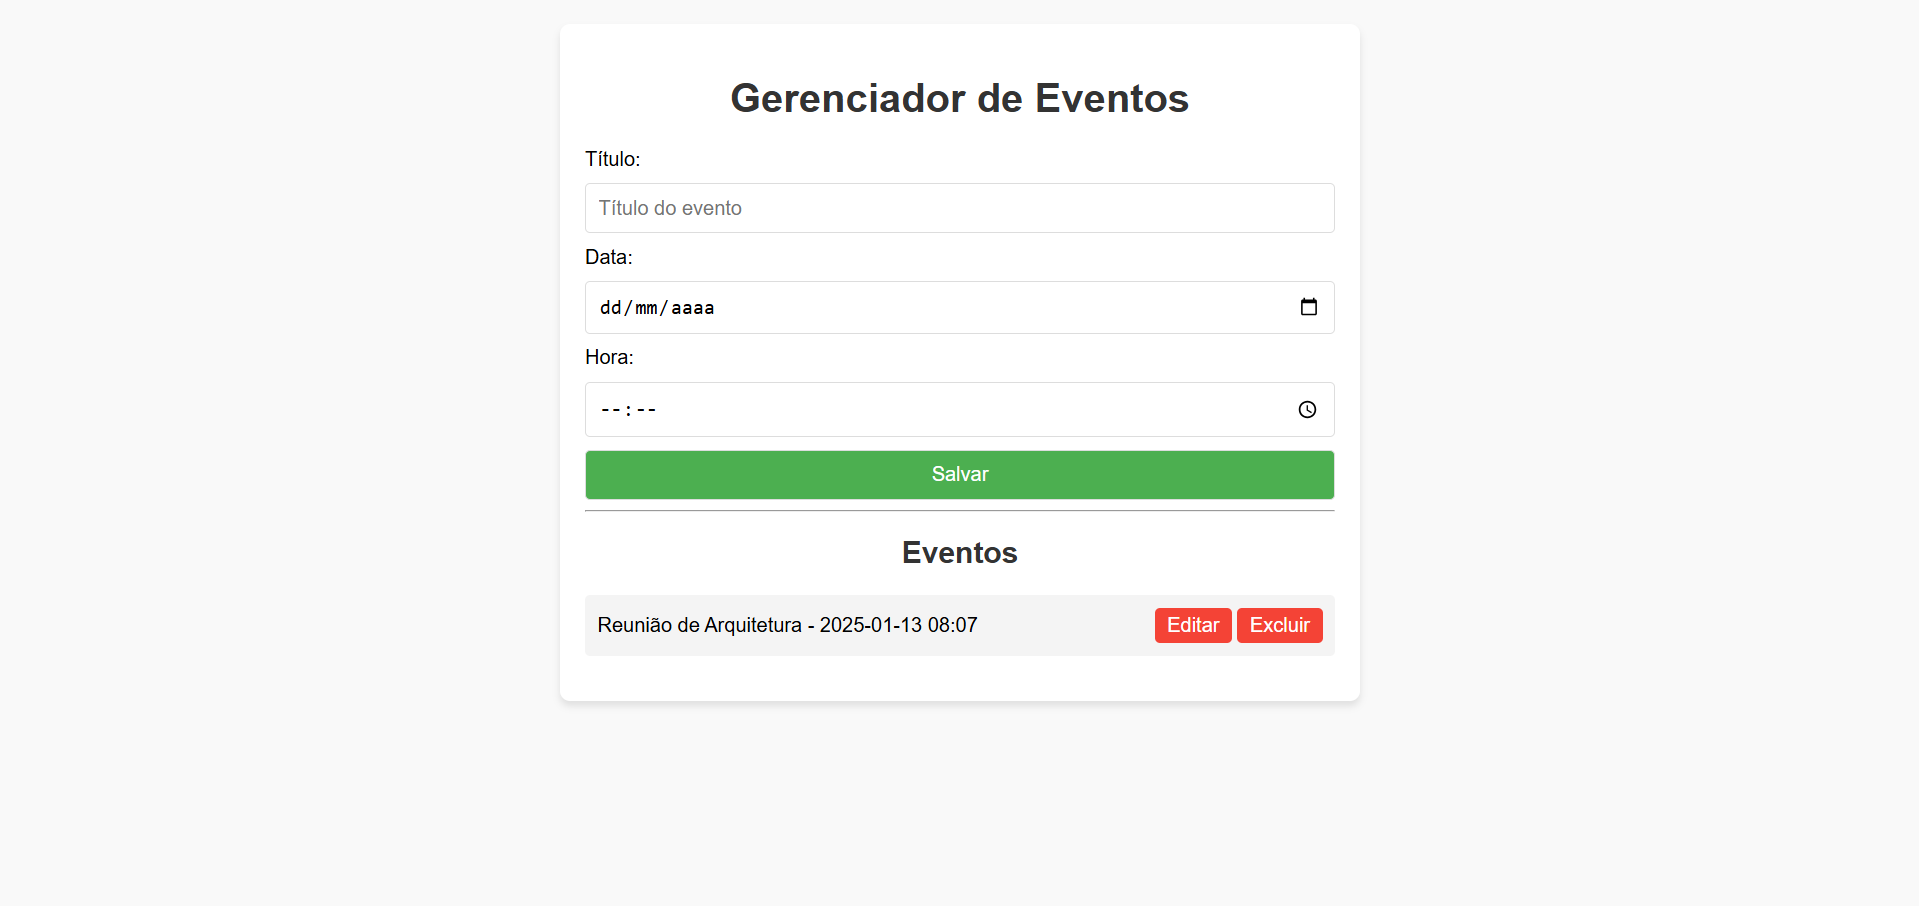 Gerenciador de Eventos
Título:
Título do evento
Data:
dd/mm/aaaa
Hora:
--:--
Salvar
Eventos
Reunião de Arquitetura - 2025-01-13 08:07 Editar Excluir